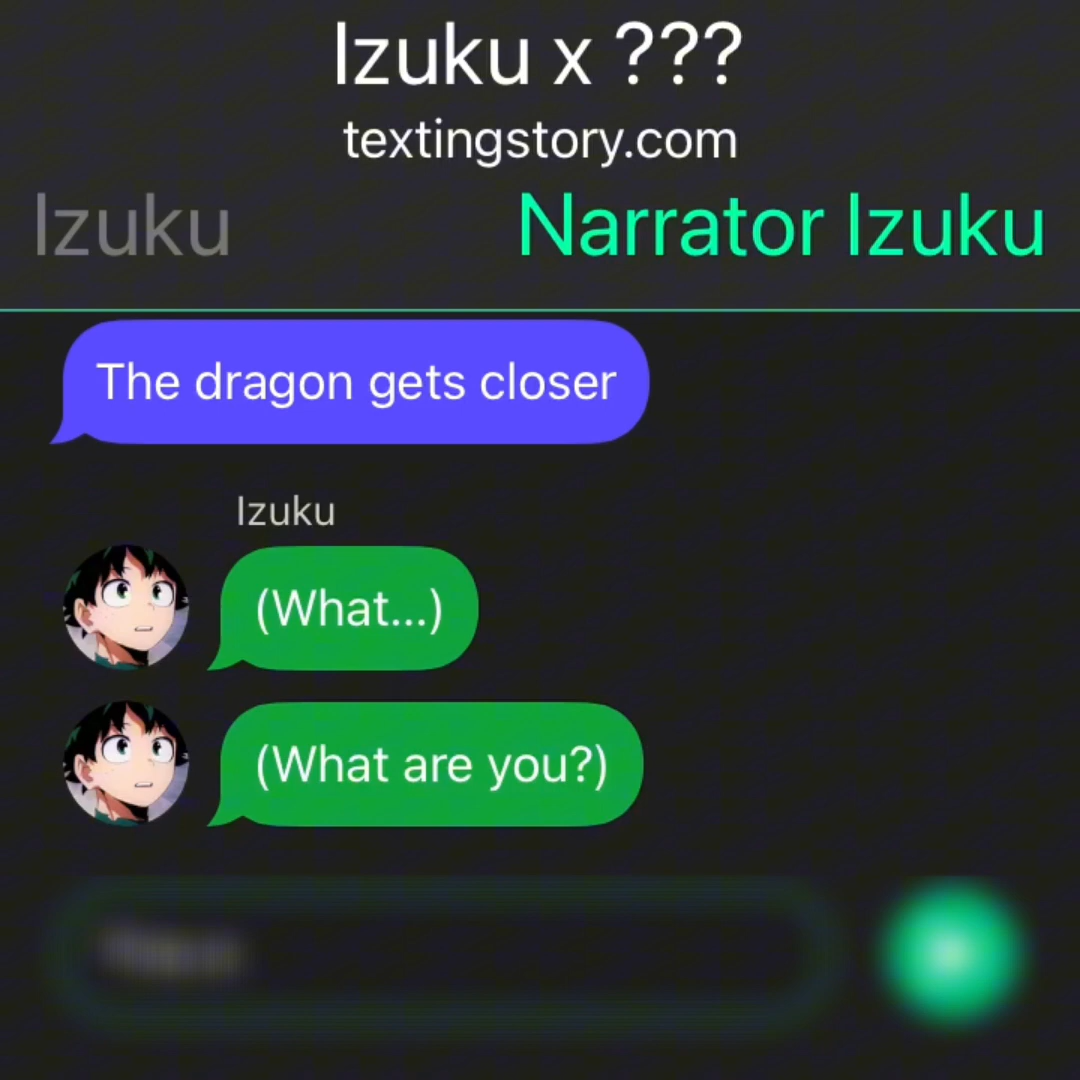 Izuku x ???
textingstory.com
Izuku
Narrator Izuku
The dragon gets closer
Izuku
(What...)
(What are you?)